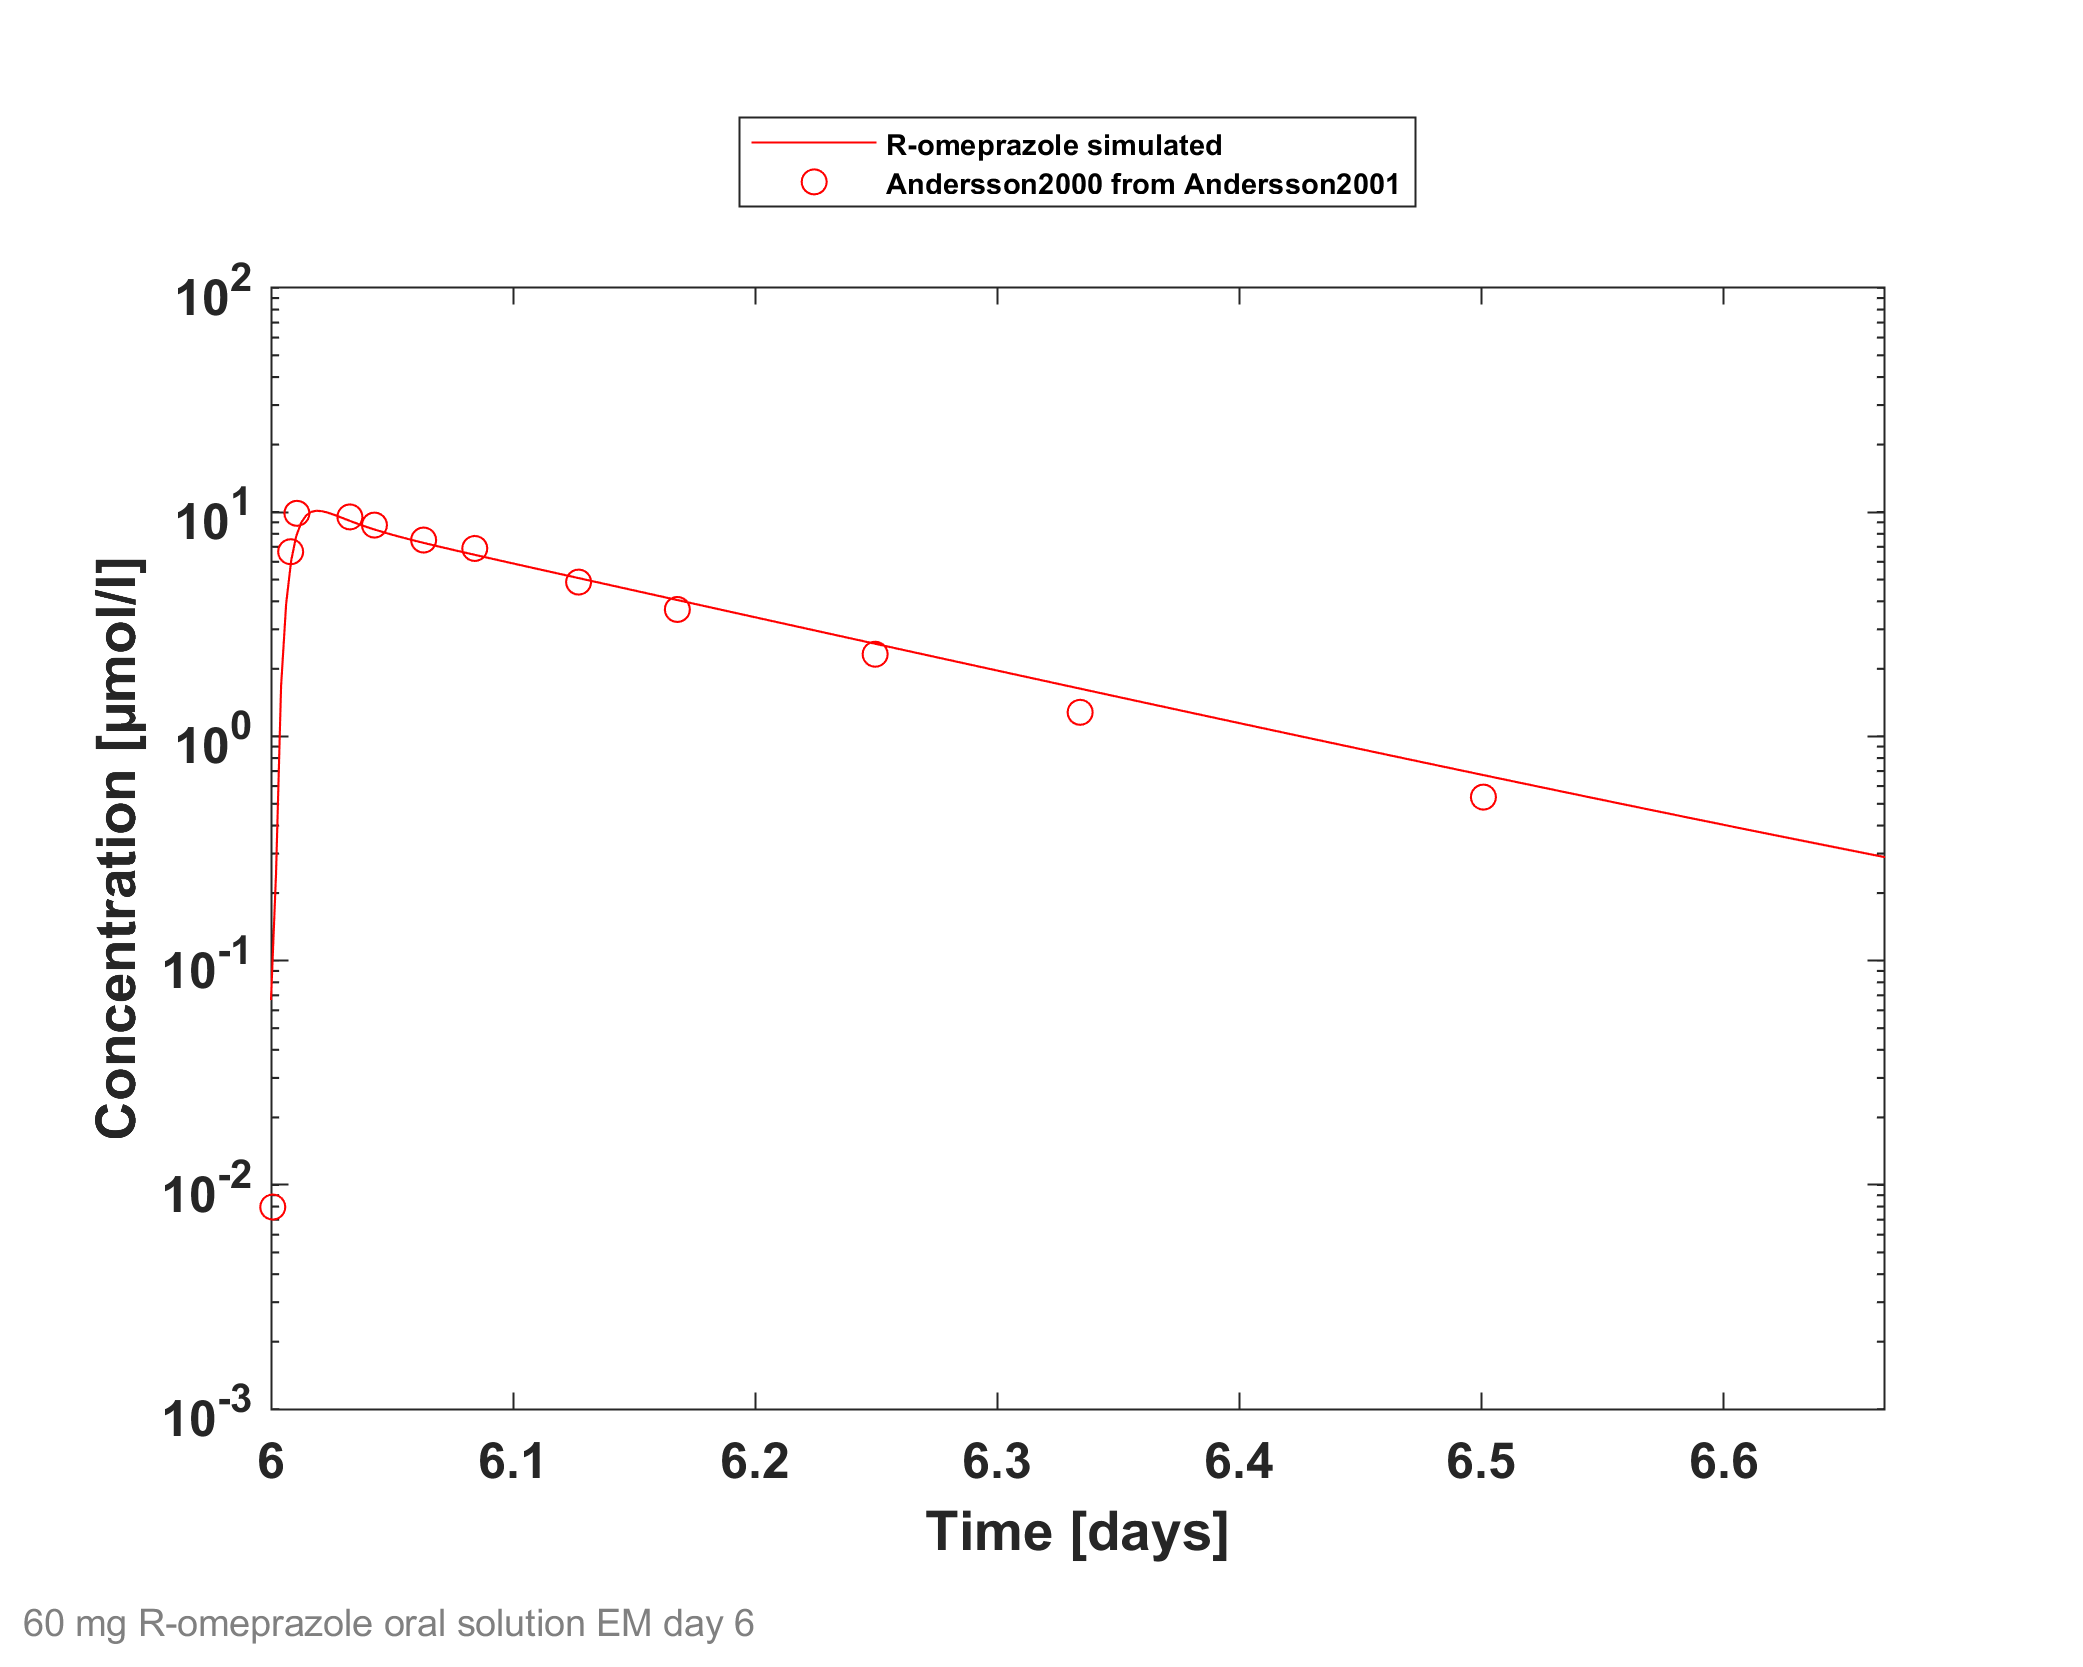 R-omeprazole simulated
Andersson2000 from Andersson2001
10^2
10^1
10^0
10^-1
10^-2
10^-3
Concentration [µmol/l]
6 6.1 6.2 6.3 6.4 6.5 6.6
Time [days]
60 mg R-omeprazole oral solution EM day 6